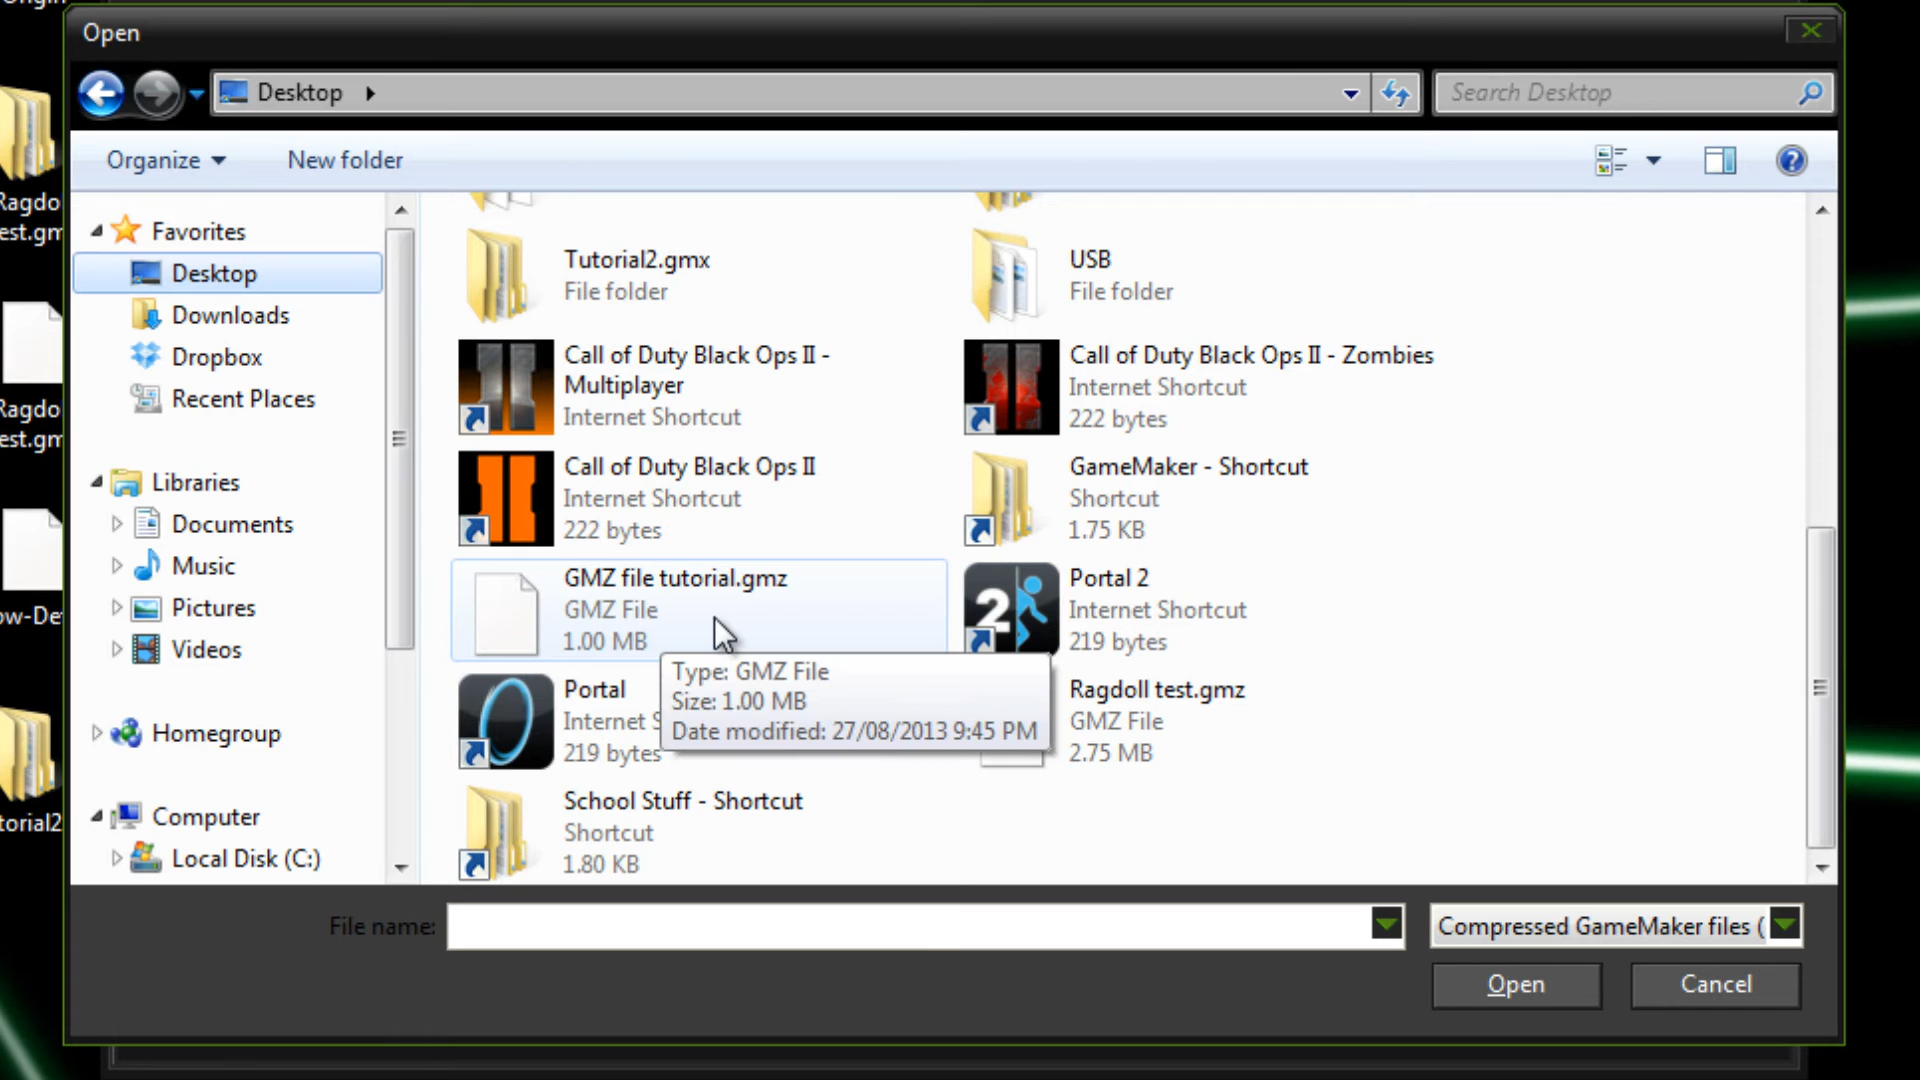 Open
Desktop
Search Desktop
Organize
New folder
Favorites
Desktop
Downloads
Dropbox
Recent Places
Libraries
Documents
Music
Pictures
Videos
Homegroup
Computer
Local Disk (C:)
Tutorial2.gmx
File folder
USB
File folder
Call of Duty Black Ops II -
Multiplayer
Internet Shortcut
Call of Duty Black Ops II - Zombies
Internet Shortcut
222 bytes
Call of Duty Black Ops II
Internet Shortcut
222 bytes
GameMaker - Shortcut
Shortcut
1.75 KB
GMZ file tutorial.gmz
GMZ File
1.00 MB
Portal 2
Internet Shortcut
219 bytes
Type: GMZ File
Size: 1.00 MB
Date modified: 27/08/2013 9:45 PM
Portal
Internet S
219 bytes
Ragdoll test.gmz
GMZ File
2.75 MB
School Stuff - Shortcut
Shortcut
1.80 KB
File name:
Compressed GameMaker files (
Open
Cancel
Ragdo
est.gm
Ragdo
est.gm
ow-De
torial2